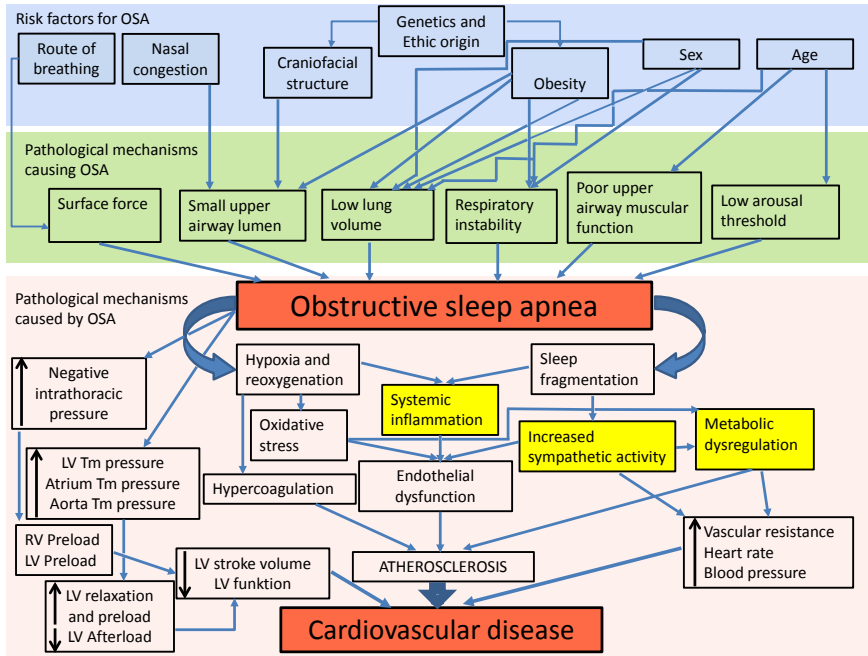 Risk factors for OSA
Genetics and
Ethic origin
Route of
breathing
Nasal
congestion
Craniofacial
structure
Obesity
Sex
Age
Pathological mechanisms
causing OSA
Surface force
Small upper
airway lumen
Low lung
volume
Respiratory
instability
Poor upper
airway muscular
function
Low arousal
threshold
Pathological mechanisms
caused by OSA
Obstructive sleep apnea
Negative
intrathoracic
pressure
Hypoxia and
reoxygenation
Sleep
fragmentation
Systemic
inflammation
Oxidative
stress
Increased
sympathetic activity
Metabolic
dysregulation
LV Tm pressure
Atrium Tm pressure
Aorta Tm pressure
Hypercoagulation
Endothelial
dysfunction
RV Preload
LV Preload
Vascular resistance
Heart rate
Blood pressure
LV stroke volume
LV funktion
ATHEROSCLEROSIS
LV relaxation
and preload
LV Afterload
Cardiovascular disease